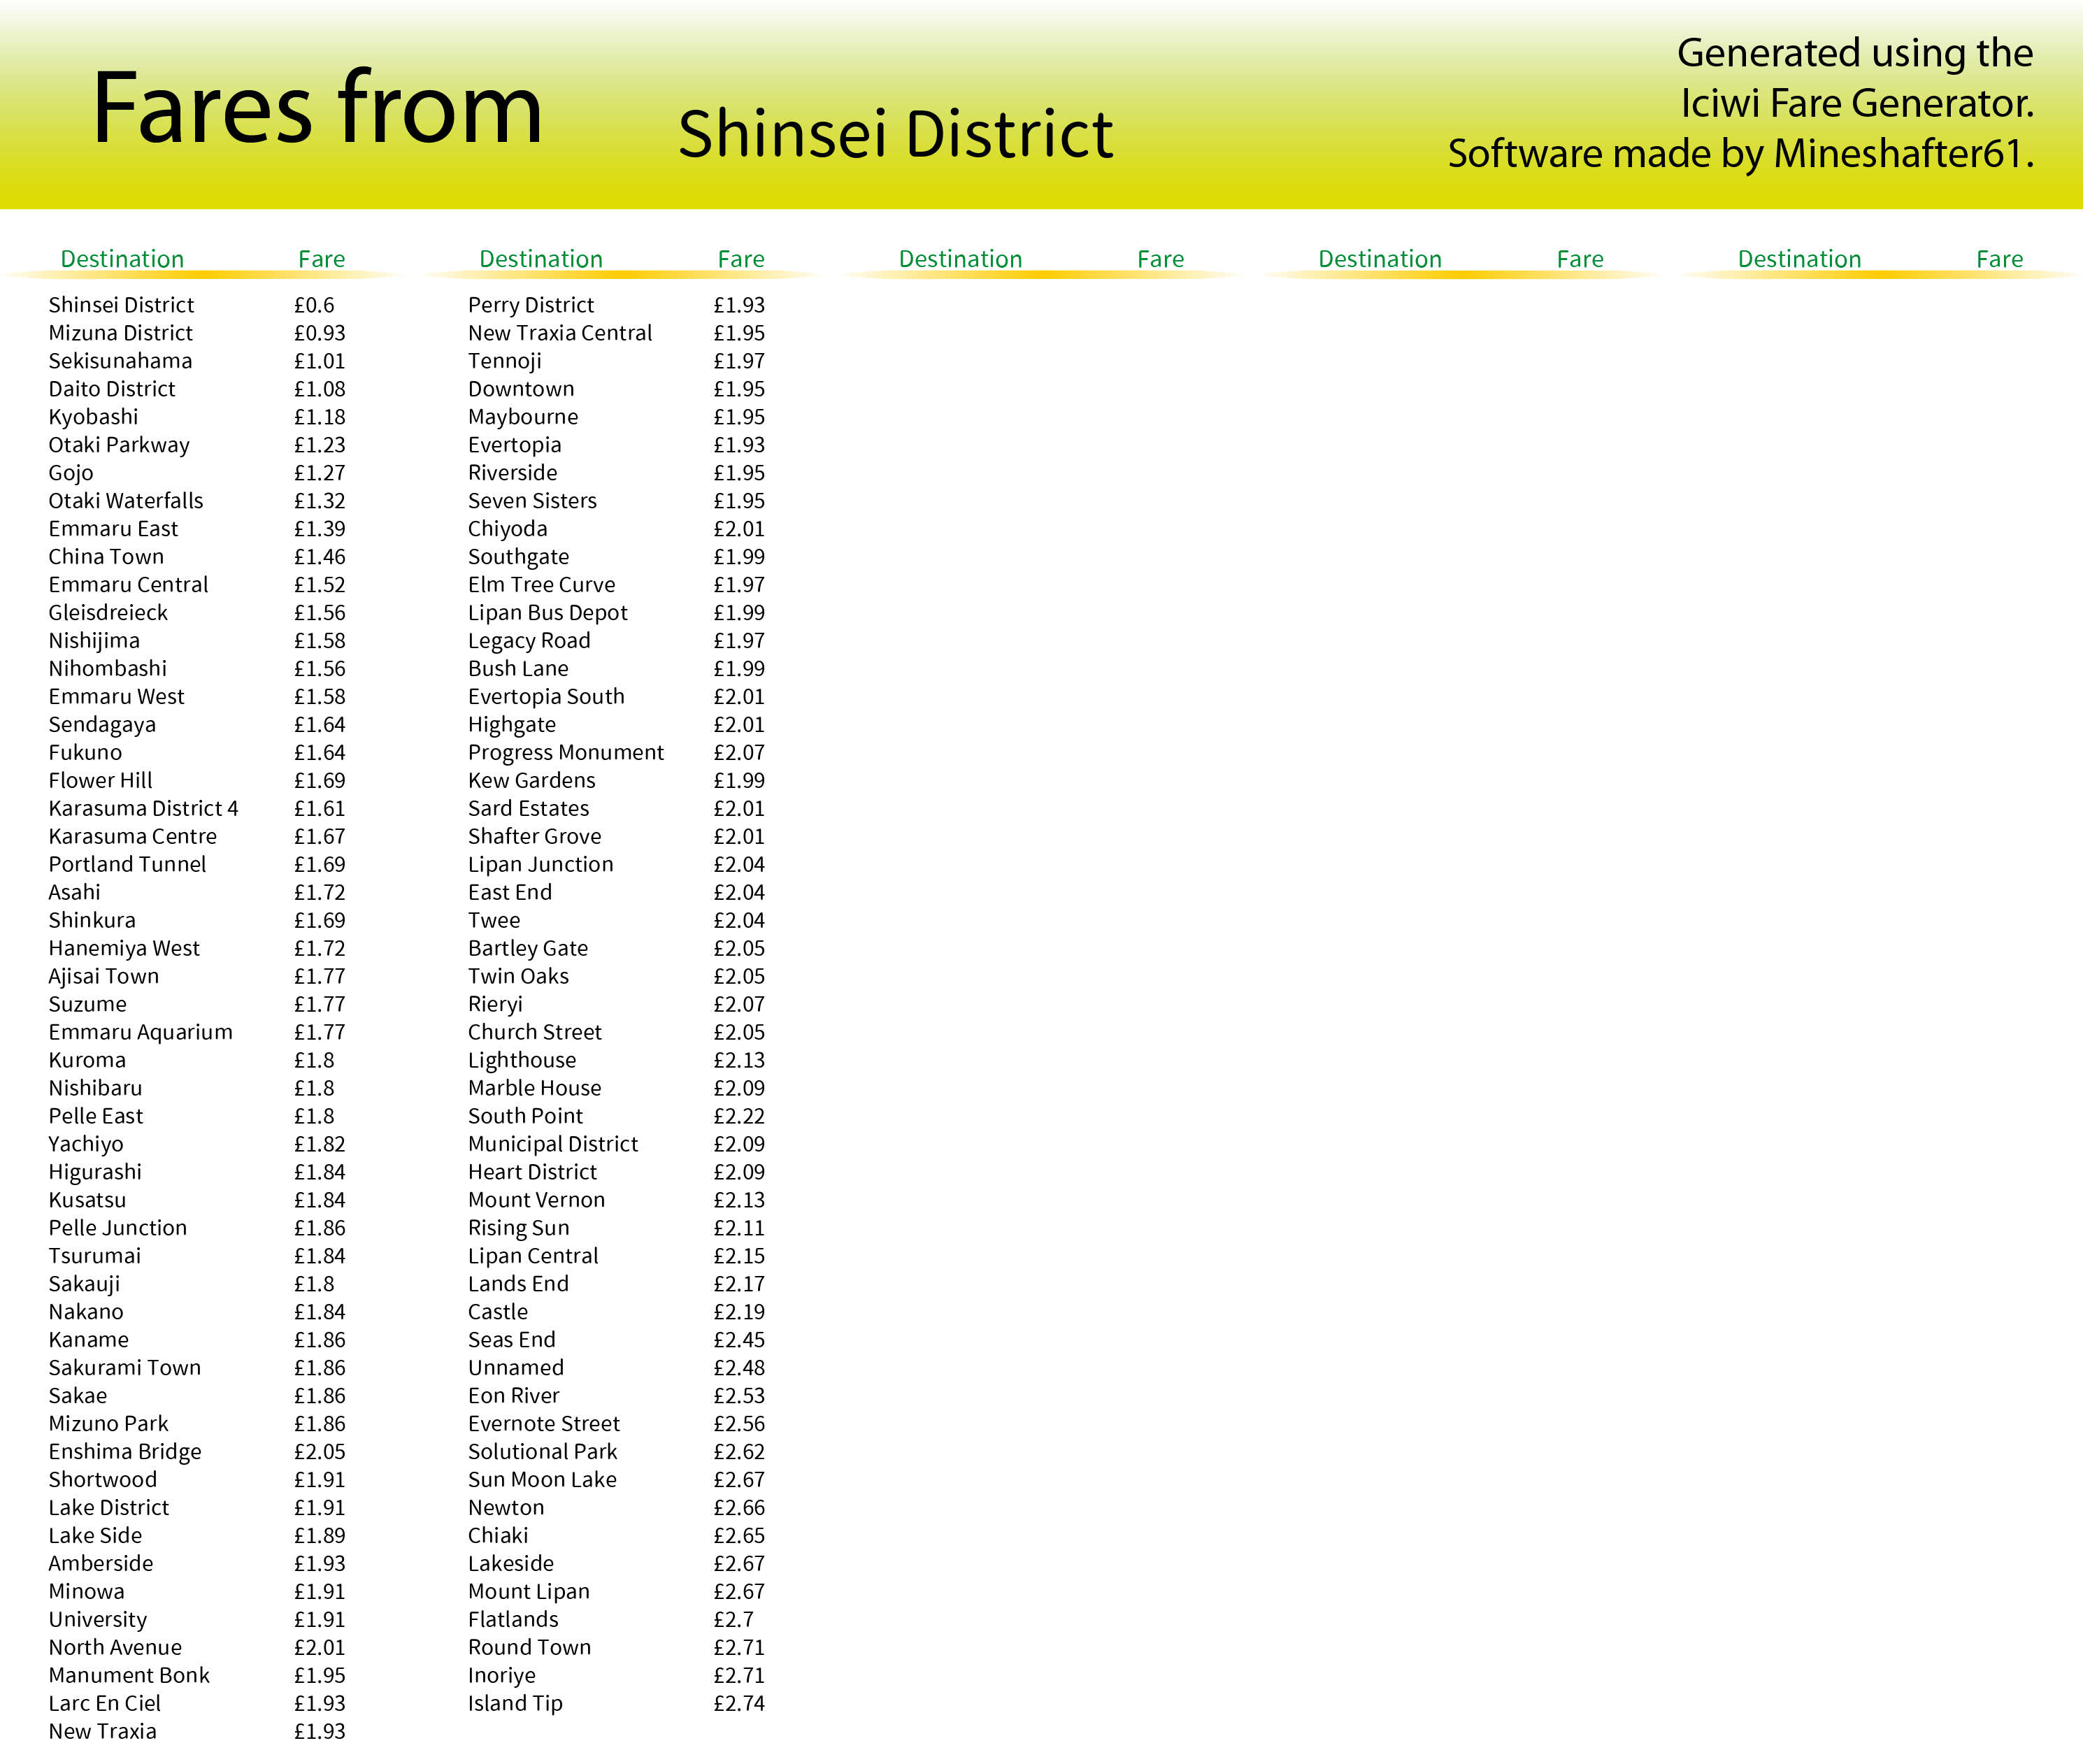 Fares from Shinsei District
Generated using the
Iciwi Fare Generator.
Software made by Mineshafter61.
Destination Fare Destination Fare Destination Fare Destination Fare Destination Fare
Shinsei District £0.6
Mizuna District £0.93
Sekisunahama £1.01
Daito District £1.08
Kyobashi £1.18
Otaki Parkway £1.23
Gojo £1.27
Otaki Waterfalls £1.32
Emmaru East £1.39
China Town £1.46
Emmaru Central £1.52
Gleisdreieck £1.56
Nishijima £1.58
Nihombashi £1.56
Emmaru West £1.58
Sendagaya £1.64
Fukuno £1.64
Flower Hill £1.69
Karasuma District 4 £1.61
Karasuma Centre £1.67
Portland Tunnel £1.69
Asahi £1.72
Shinkura £1.69
Hanemiya West £1.72
Ajisai Town £1.77
Suzume £1.77
Emmaru Aquarium £1.77
Kuroma £1.8
Nishibaru £1.8
Pelle East £1.8
Yachiyo £1.82
Higurashi £1.84
Kusatsu £1.84
Pelle Junction £1.86
Tsurumai £1.84
Sakauji £1.8
Nakano £1.84
Kaname £1.86
Sakurami Town £1.86
Sakae £1.86
Mizuno Park £1.86
Enshima Bridge £2.05
Shortwood £1.91
Lake District £1.91
Lake Side £1.89
Amberside £1.93
Minowa £1.91
University £1.91
North Avenue £2.01
Manument Bonk £1.95
Larc En Ciel £1.93
New Traxia £1.93
Perry District £1.93
New Traxia Central £1.95
Tennoji £1.97
Downtown £1.95
Maybourne £1.95
Evertopia £1.93
Riverside £1.95
Seven Sisters £1.95
Chiyoda £2.01
Southgate £1.99
Elm Tree Curve £1.97
Lipan Bus Depot £1.99
Legacy Road £1.97
Bush Lane £1.99
Evertopia South £2.01
Highgate £2.01
Progress Monument £2.07
Kew Gardens £1.99
Sard Estates £2.01
Shafter Grove £2.01
Lipan Junction £2.04
East End £2.04
Twee £2.04
Bartley Gate £2.05
Twin Oaks £2.05
Rieryi £2.07
Church Street £2.05
Lighthouse £2.13
Marble House £2.09
South Point £2.22
Municipal District £2.09
Heart District £2.09
Mount Vernon £2.13
Rising Sun £2.11
Lipan Central £2.15
Lands End £2.17
Castle £2.19
Seas End £2.45
Unnamed £2.48
Eon River £2.53
Evernote Street £2.56
Solutional Park £2.62
Sun Moon Lake £2.67
Newton £2.66
Chiaki £2.65
Lakeside £2.67
Mount Lipan £2.67
Flatlands £2.7
Round Town £2.71
Inoriye £2.71
Island Tip £2.74